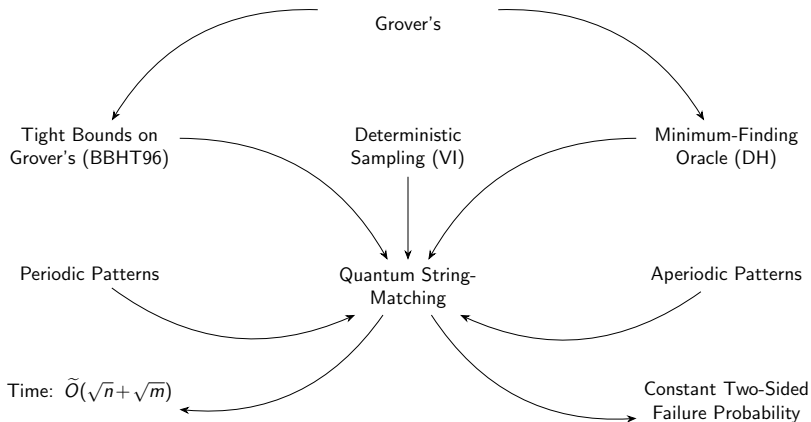 Grover's
Tight Bounds on
Grover's (BBHT96)
Deterministic
Sampling (VI)
Minimum-Finding
Oracle (DH)
Periodic Patterns
Quantum String-
Matching
Aperiodic Patterns
Time: Õ(√n+√m)
Constant Two-Sided
Failure Probability